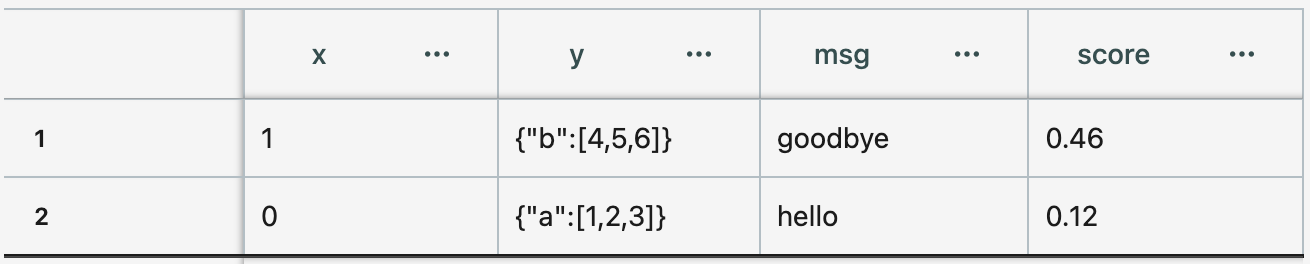 x ... y ... msg ... score ...
1 1 {"b":[4,5,6]} goodbye 0.46
2 0 {"a":[1,2,3]} hello 0.12